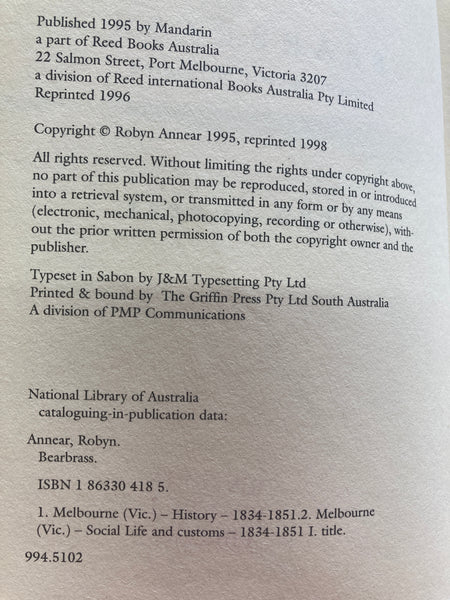 Published 1995 by Mandarin
a part of Reed Books Australia
22 Salmon Street, Port Melbourne, Victoria 3207
a division of Reed international Books Australia Pty Limited
Reprinted 1996
Copyright © Robyn Annear 1995, reprinted 1998
All rights reserved. Without limiting the rights under copyright above,
no part of this publication may be reproduced, stored in or introduced
into a retrieval system, or transmitted in any form or by any means
(electronic, mechanical, photocopying, recording or otherwise), with-
out the prior written permission of both the copyright owner and the
publisher.
Typeset in Sabon by J&M Typesetting Pty Ltd
Printed & bound by The Griffin Press Pty Ltd South Australia
A division of PMP Communications
National Library of Australia
cataloguing-in-publication data:
Annear, Robyn.
Bearbrass.
ISBN 1 86330 418 5.
1. Melbourne (Vic.) – History – 1834-1851.2. Melbourne
(Vic.) – Social Life and customs – 1834-1851 I. title.
994.5102